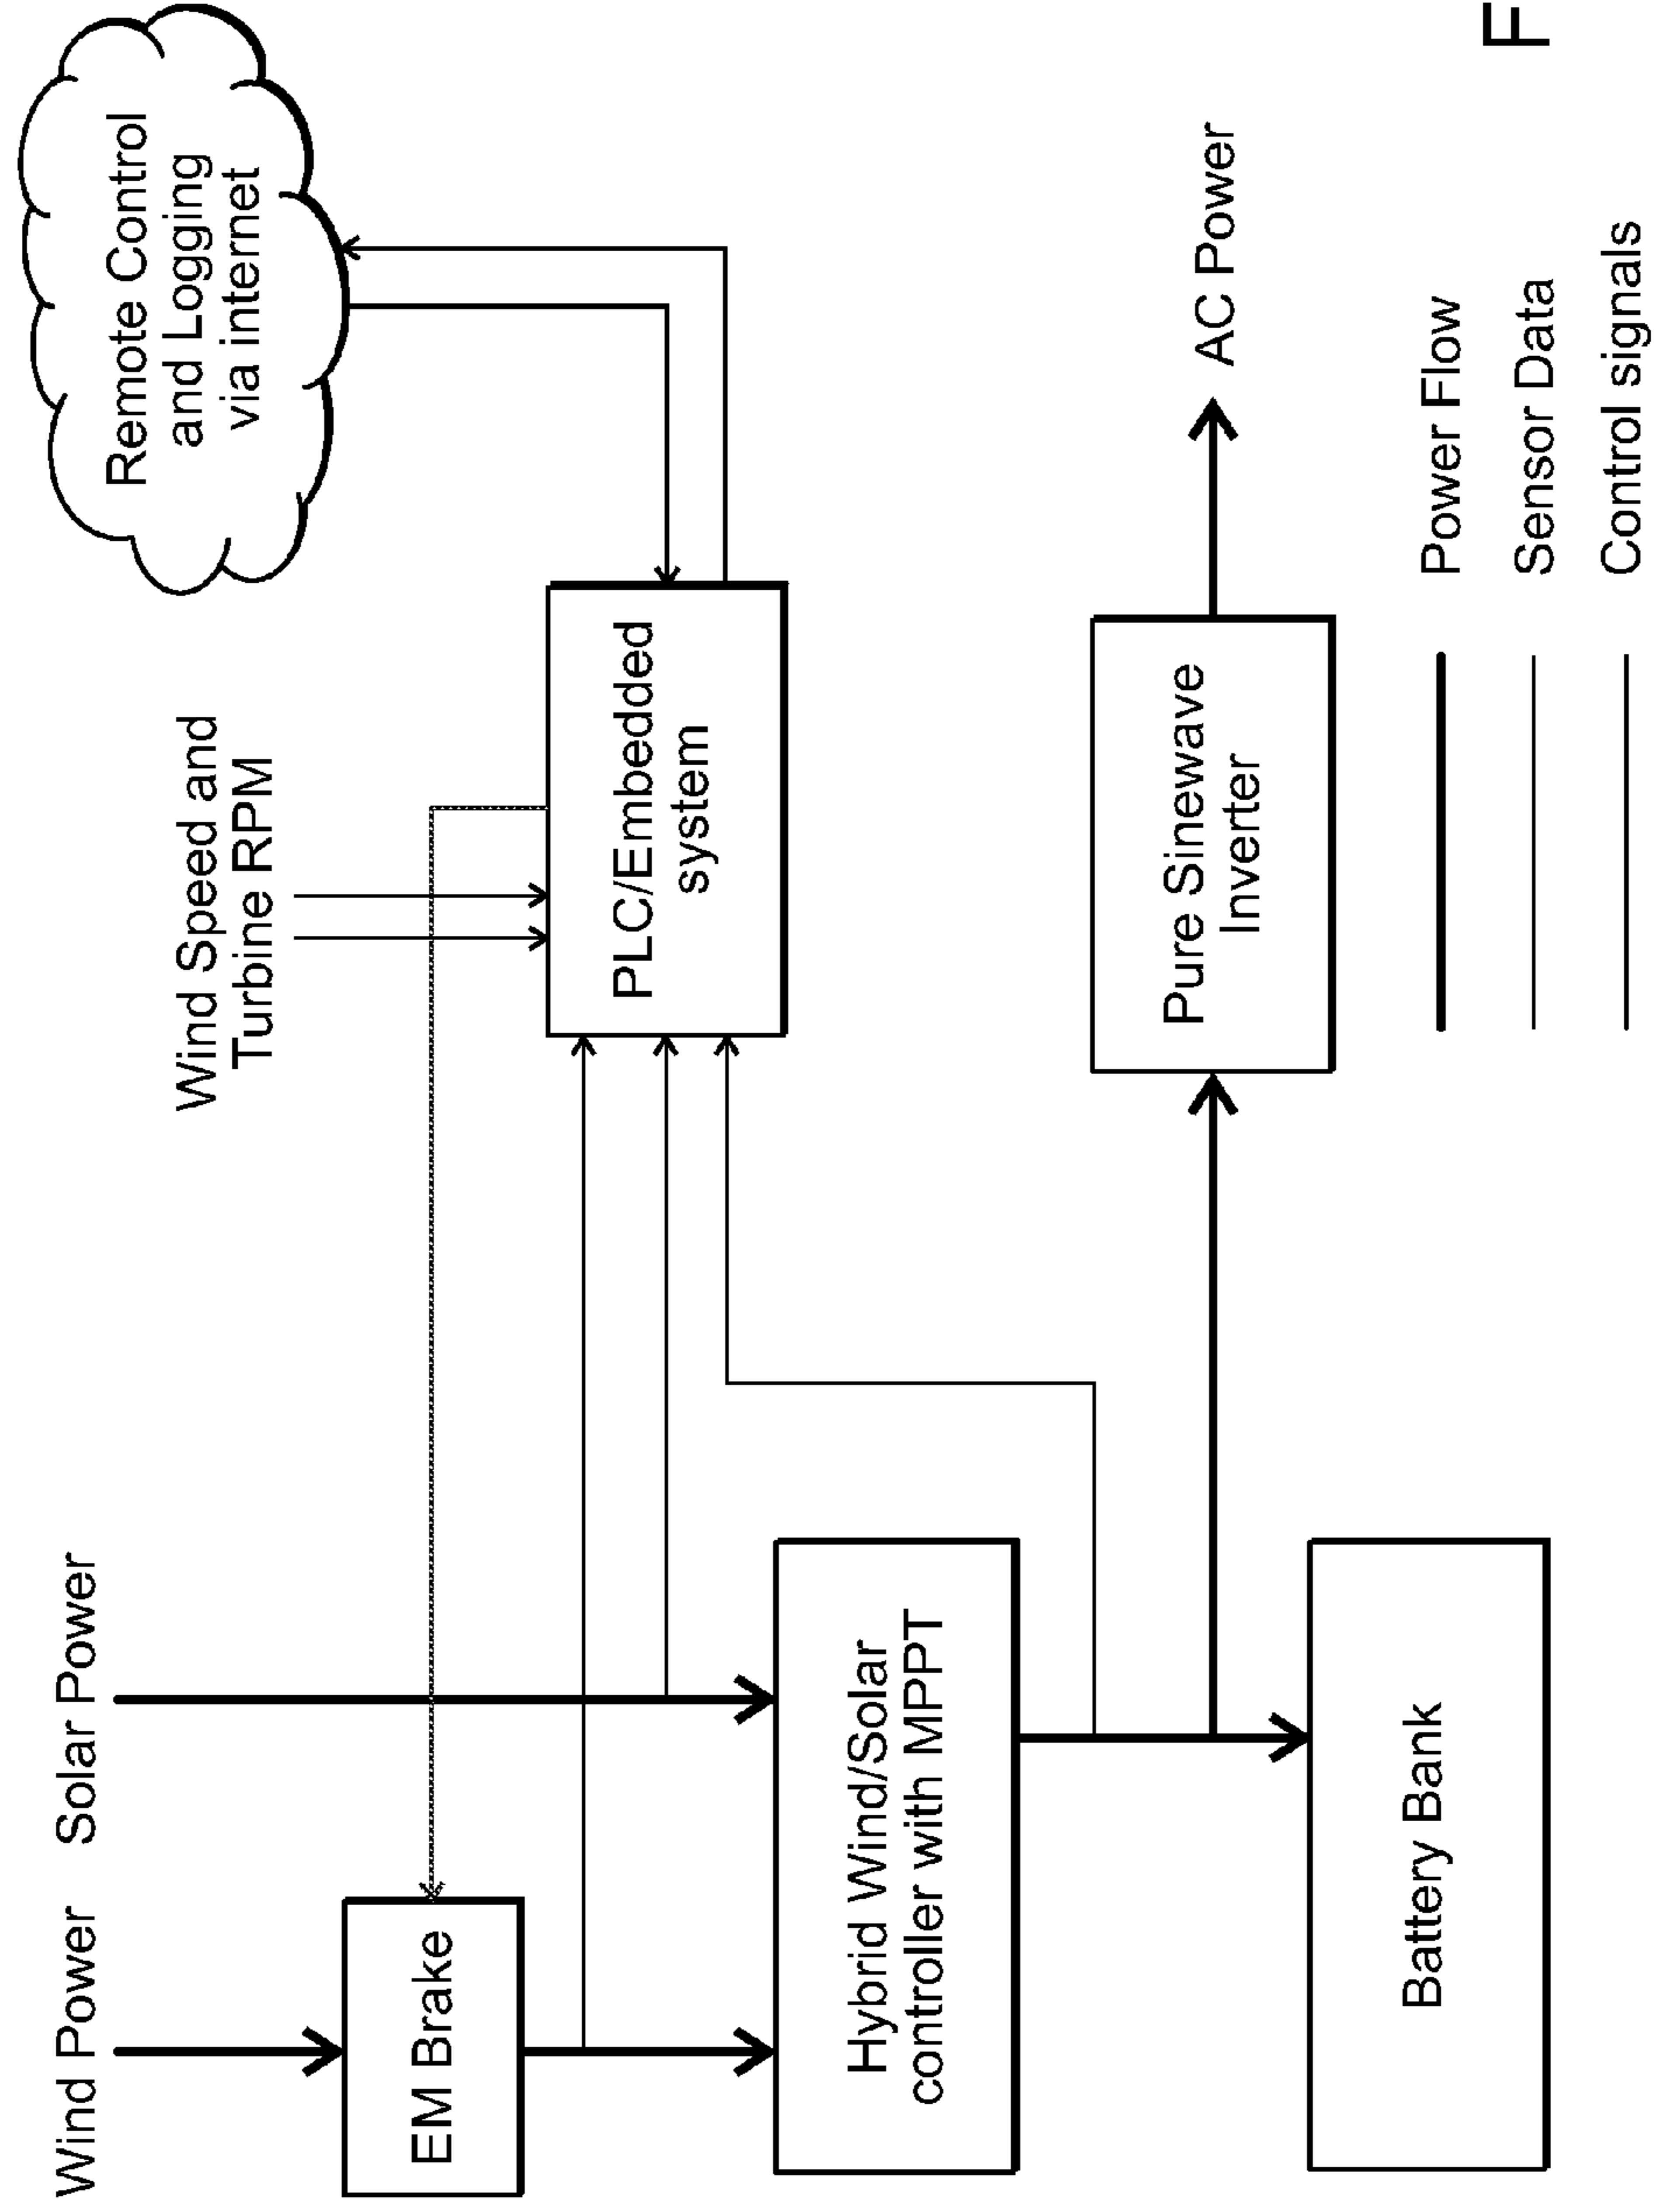 Wind Power
Solar Power
Wind Speed and
Turbine RPM
Remote Control
and Logging
via internet
EM Brake
PLC/Embedded
system
Hybrid Wind/Solar
controller with MPPT
Pure Sinewave
Inverter
AC Power
Battery Bank
Power Flow
Sensor Data
Control signals
F